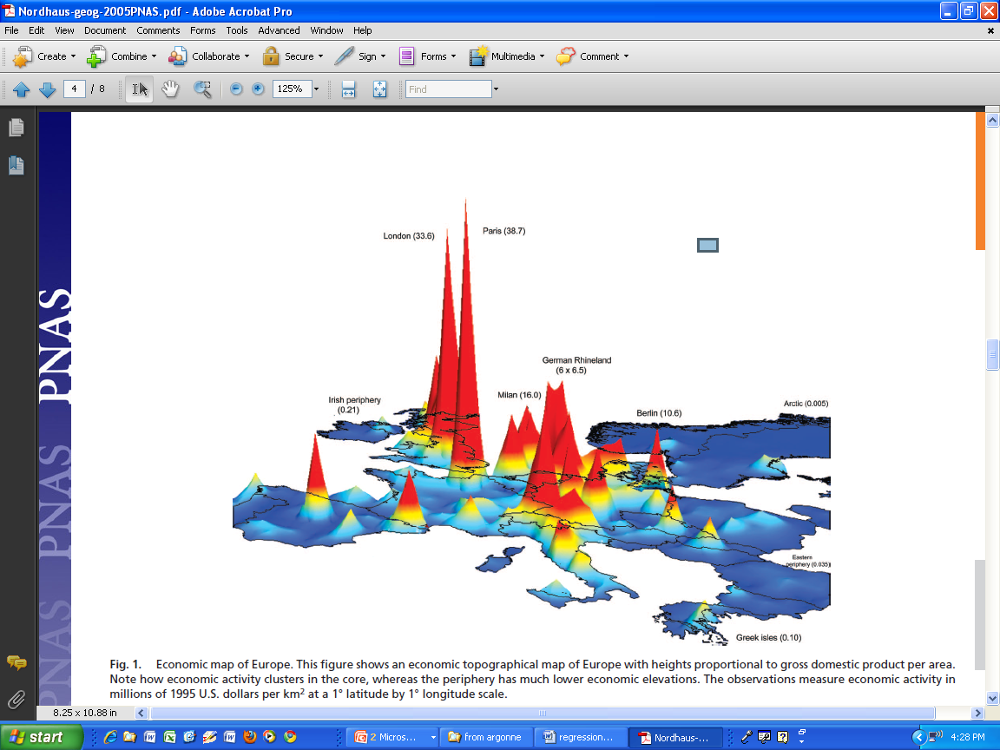 Nordhaus-geog-2005PNAS.pdf - Adobe Acrobat Pro
File Edit View Document Comments Forms Tools Advanced Window Help
Create Combine Collaborate Secure Sign Forms Multimedia Comment
4 / 8 125% Find
PNAS PNAS PNAS
London (33.6)
Paris (38.7)
German Rhineland
(6 x 6.5)
Milan (16.0)
Irish periphery
(0.21)
Berlin (10.6)
Arctic (0.005)
Eastern
periphery (0.035)
Greek isles (0.10)
Fig. 1. Economic map of Europe. This figure shows an economic topographical map of Europe with heights proportional to gross domestic product per area.
Note how economic activity clusters in the core, whereas the periphery has much lower economic elevations. The observations measure economic activity in
millions of 1995 U.S. dollars per km² at a 1° latitude by 1° longitude scale.
8.25 x 10.88 in
start 2 Micros... from argonne regression... Nordhaus-... 4:28 PM